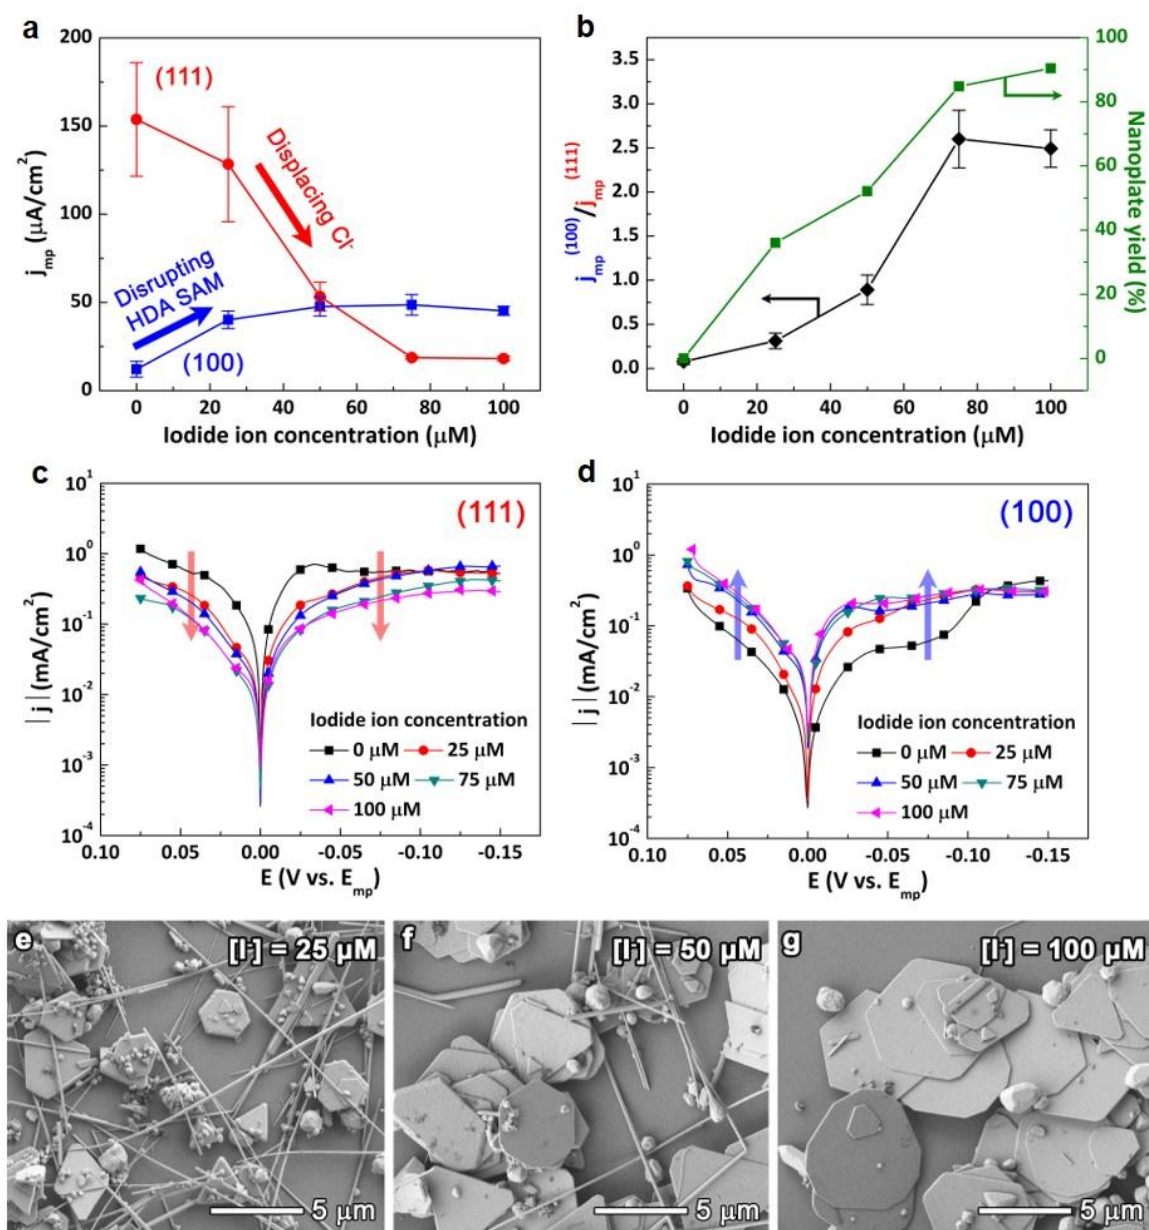 a
200
150
100
50
0
j_mp (μA/cm²)
(111)
Displacing Cl⁻
Disrupting
HDA SAM
(100)
0 20 40 60 80 100
Iodide ion concentration (μM)
b
3.5
3.0
2.5
2.0
1.5
1.0
0.5
0.0
j_mp^(100)/j_mp^(111)
100
80
60
40
20
0
Nanoplate yield (%)
0 20 40 60 80 100
Iodide ion concentration (μM)
c
(111)
10¹
10⁰
10⁻¹
10⁻²
10⁻³
10⁻⁴
|j| (mA/cm²)
Iodide ion concentration
0 μM 25 μM
50 μM 75 μM
100 μM
0.10 0.05 0.00 -0.05 -0.10 -0.15
E (V vs. E_mp)
d
(100)
10¹
10⁰
10⁻¹
10⁻²
10⁻³
10⁻⁴
|j| (mA/cm²)
Iodide ion concentration
0 μM 25 μM
50 μM 75 μM
100 μM
0.10 0.05 0.00 -0.05 -0.10 -0.15
E (V vs. E_mp)
e
[I⁻] = 25 μM
5 μm
f
[I⁻] = 50 μM
5 μm
g
[I⁻] = 100 μM
5 μm